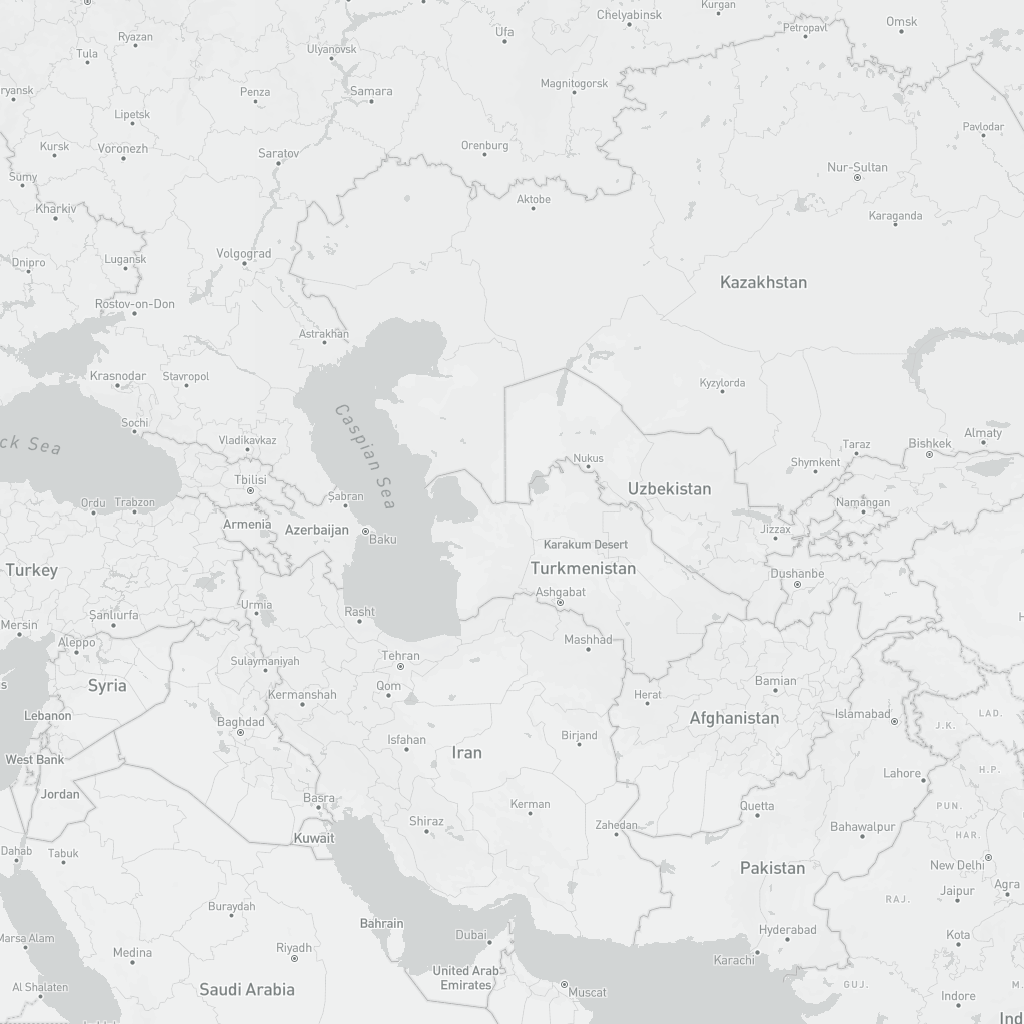 Kurgan
Chelyabinsk
Omsk
Petropavl
Ufa
Ryazan
Ulyanovsk
Tula
Magnitogorsk
Samara
ryansk
Penza
Lipetsk
Pavlodar
Kursk
Voronezh
Saratov
Orenburg
Nur-Sultan
Sumy
Aktobe
Kharkiv
Karaganda
Volgograd
Lugansk
Dnipro
Kazakhstan
Rostov-on-Don
Astrakhan
Krasnodar
Stavropol
Kyzylorda
Caspian Sea
Sochi
Vladikavkaz
ck Sea
Almaty
Bishkek
Taraz
Nukus
Shymkent
Tbilisi
Uzbekistan
Şabran
Ordu
Trabzon
Namangan
Armenia
Azerbaijan
Jizzax
Baku
Karakum Desert
Turkey
Turkmenistan
Dushanbe
Ashgabat
Urmia
Rasht
Şanlıurfa
Mersin
Aleppo
Mashhad
Tehran
Sulaymaniyah
s
Syria
Qom
Kermanshah
Herat
Bamian
Lebanon
Baghdad
Afghanistan
Islamabad
LAD.
J.K.
Isfahan
Birjand
Iran
West Bank
H.P.
Lahore
Jordan
Basra
Kerman
Quetta
PUN.
Shiraz
Zahedan
Bahawalpur
HAR.
Kuwait
Dahab
Tabuk
New Delhi
Pakistan
Agra
Jaipur
RAJ.
Buraydah
Bahrain
Dubai
Hyderabad
Kota
Marsa Alam
Medina
Riyadh
Karachi
United Arab
Emirates
Al Shalaten
Saudi Arabia
Muscat
GUJ.
M.
Indore
Ind